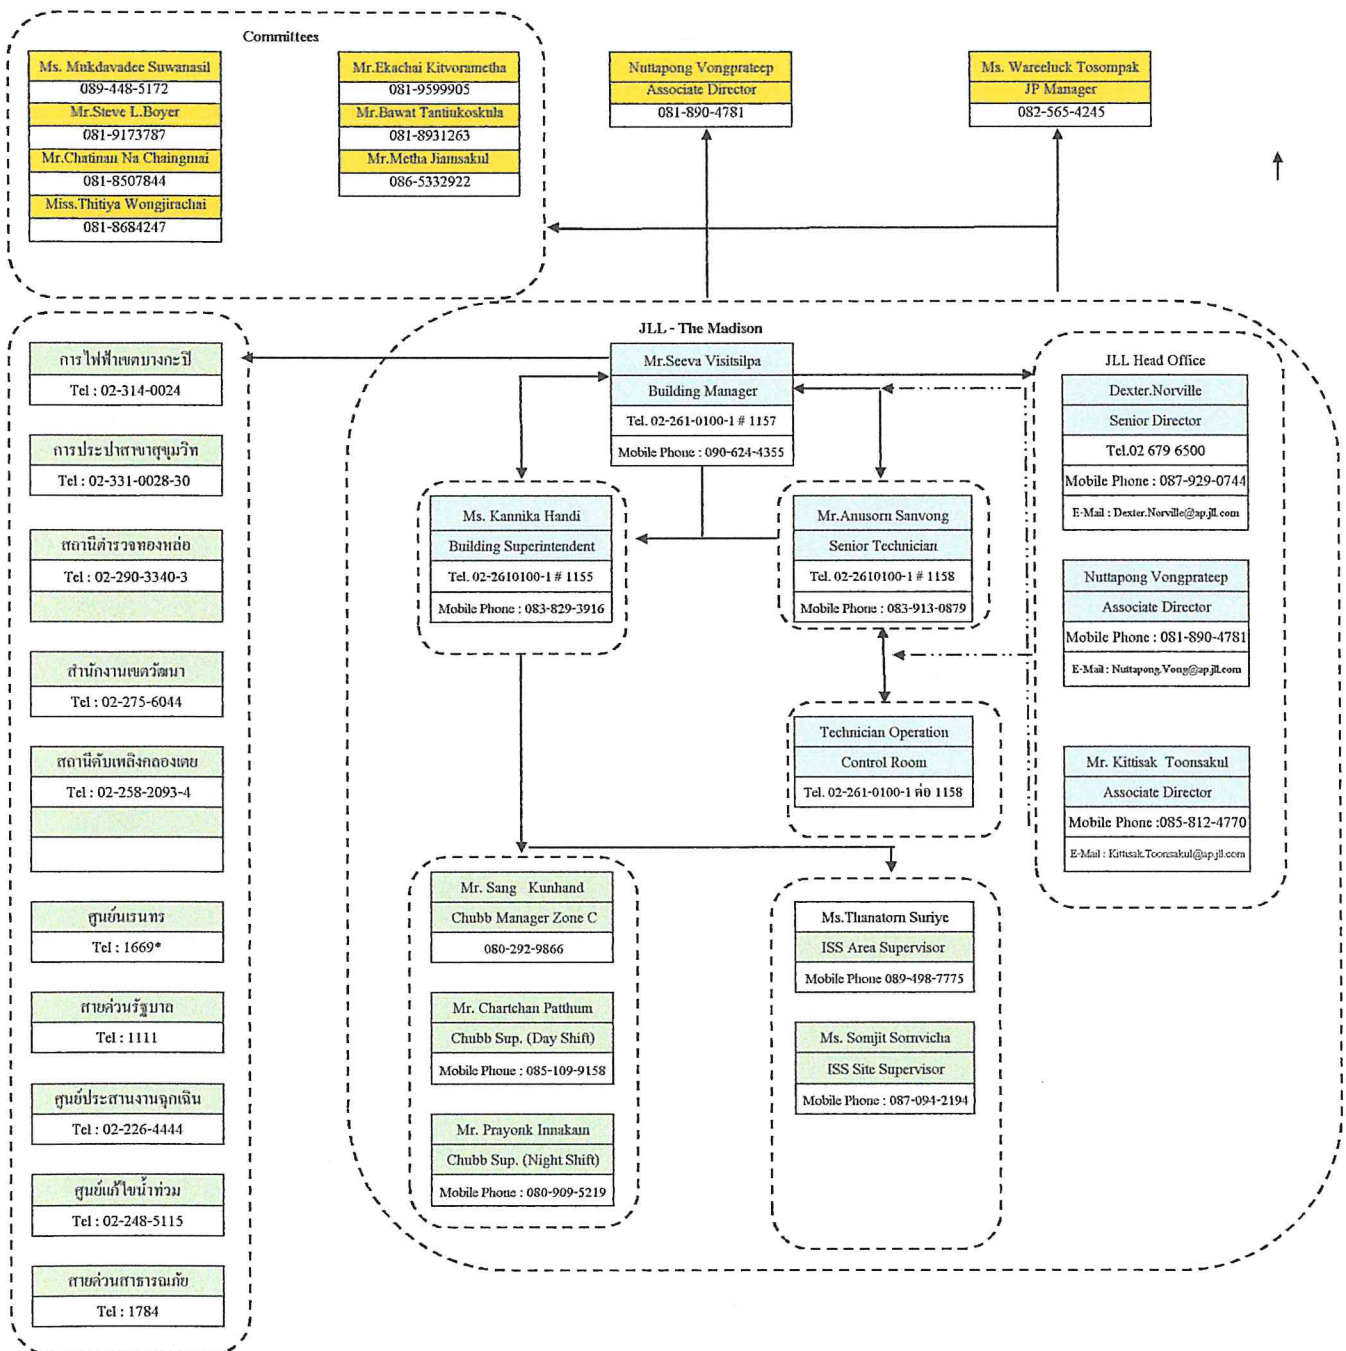 Committees
Ms. Mukdavadee Suwanasil
089-448-5172
Mr.Steve L.Boyer
081-9173787
Mr.Chatinan Na Chaingmai
081-8507844
Miss.Thitiya Wongjirachai
081-8684247
Mr.Ekachai Kitvorametha
081-9599905
Mr.Bawat Tantiukoskula
081-8931263
Mr.Metha Jiamsakul
086-5332922
Nuttapong Vongprateep
Associate Director
081-890-4781
Ms. Wareeluck Tosompak
JP Manager
082-565-4245
การไฟฟ้าเขตบางกะปิ
Tel : 02-314-0024
การประปาสาขาสุขุมวิท
Tel : 02-331-0028-30
สถานีตำรวจทองหล่อ
Tel : 02-290-3340-3
สำนักงานเขตวัฒนา
Tel : 02-275-6044
สถานีดับเพลิงคลองเตย
Tel : 02-258-2093-4
ศูนย์นเรนทร
Tel : 1669*
สายด่วนรัฐบาล
Tel : 1111
ศูนย์ประสานงานฉุกเฉิน
Tel : 02-226-4444
ศูนย์แก้ไขน้ำท่วม
Tel : 02-248-5115
สายด่วนสาธารณภัย
Tel : 1784
JLL - The Madison
Mr.Seeva Visitsilpa
Building Manager
Tel. 02-261-0100-1 # 1157
Mobile Phone : 090-624-4355
Ms. Kannika Handi
Building Superintendent
Tel. 02-2610100-1 # 1155
Mobile Phone : 083-829-3916
Mr.Anusorn Sanvong
Senior Technician
Tel. 02-2610100-1 # 1158
Mobile Phone : 083-913-0879
Technician Operation
Control Room
Tel. 02-261-0100-1 ต่อ 1158
Mr. Sang Kunhand
Chubb Manager Zone C
080-292-9866
Mr. Chartchan Patthum
Chubb Sup. (Day Shift)
Mobile Phone : 085-109-9158
Mr. Prayonk Innakaun
Chubb Sup. (Night Shift)
Mobile Phone : 080-909-5219
Ms.Thanatorn Suriye
ISS Area Supervisor
Mobile Phone 089-498-7775
Ms. Somjit Sornvicha
ISS Site Supervisor
Mobile Phone : 087-094-2194
JLL Head Office
Dexter.Norville
Senior Director
Tel.02 679 6500
Mobile Phone : 087-929-0744
E-Mail : Dexter.Norville@ap.jll.com
Nuttapong Vongprateep
Associate Director
Mobile Phone : 081-890-4781
E-Mail : Nuttapong.Vong@ap.jll.com
Mr. Kittisak Toonsakul
Associate Director
Mobile Phone :085-812-4770
E-Mail : Kittisak.Toonsakul@ap.jll.com